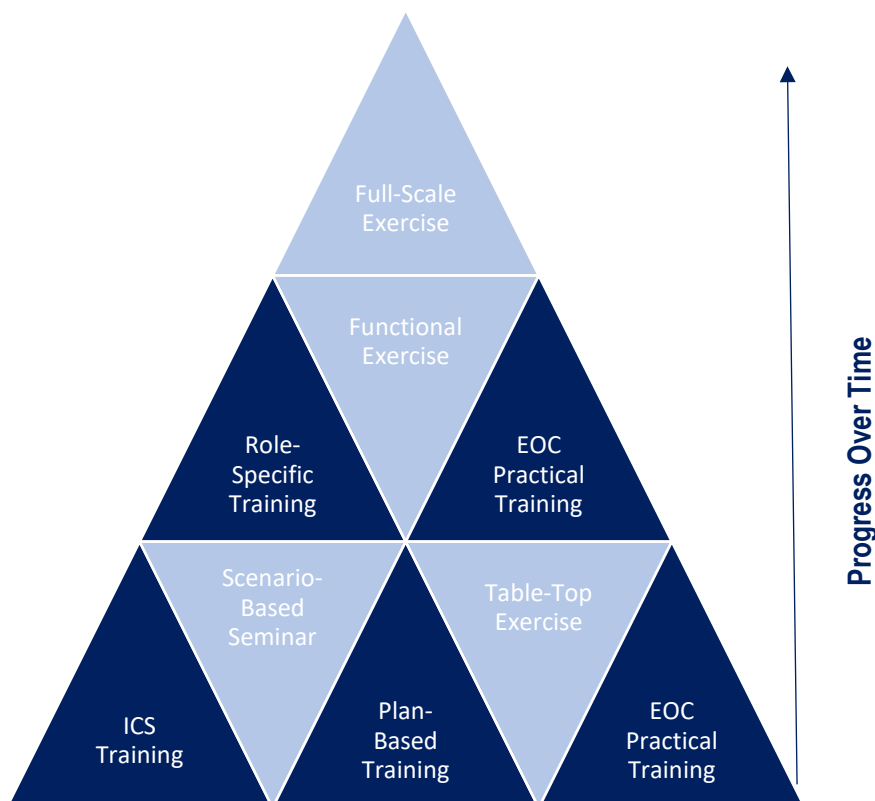 Full-Scale
Exercise
Functional
Exercise
Role-
Specific
Training
EOC
Practical
Training
Scenario-
Based
Seminar
Table-Top
Exercise
ICS
Training
Plan-
Based
Training
EOC
Practical
Training
Progress Over Time